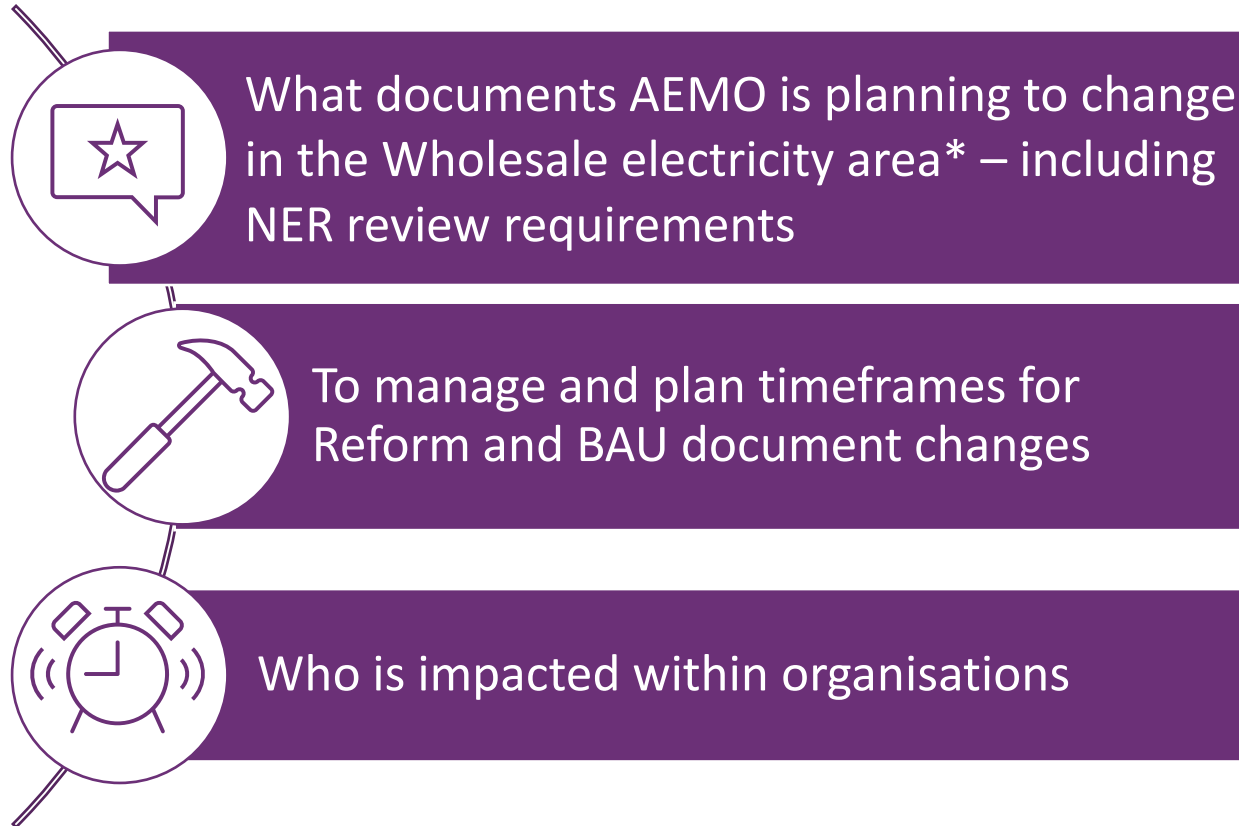 What documents AEMO is planning to change
in the Wholesale electricity area* – including
NER review requirements
To manage and plan timeframes for
Reform and BAU document changes
Who is impacted within organisations